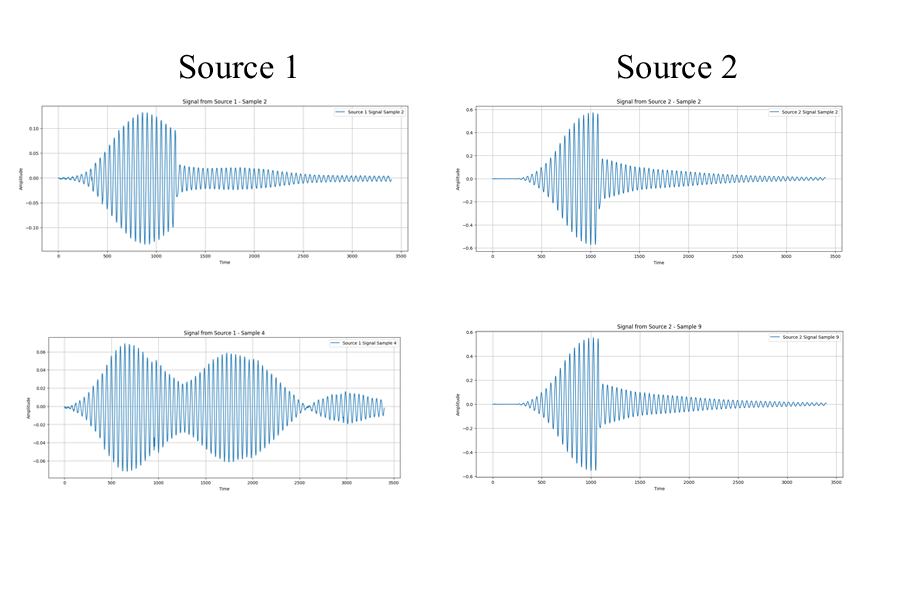 Source 1
Source 2
Signal from Source 1 - Sample 2
Source 1 Signal Sample 2
0.10
0.05
0.00
−0.05
−0.10
Amplitude
0 500 1000 1500 2000 2500 3000 3500
Time
Signal from Source 2 - Sample 2
Source 2 Signal Sample 2
0.6
0.4
0.2
0.0
−0.2
−0.4
−0.6
Amplitude
0 500 1000 1500 2000 2500 3000 3500
Time
Signal from Source 1 - Sample 4
Source 1 Signal Sample 4
0.06
0.04
0.02
0.00
−0.02
−0.04
−0.06
Amplitude
0 500 1000 1500 2000 2500 3000 3500
Time
Signal from Source 2 - Sample 9
Source 2 Signal Sample 9
0.6
0.4
0.2
0.0
−0.2
−0.4
−0.6
Amplitude
0 500 1000 1500 2000 2500 3000 3500
Time